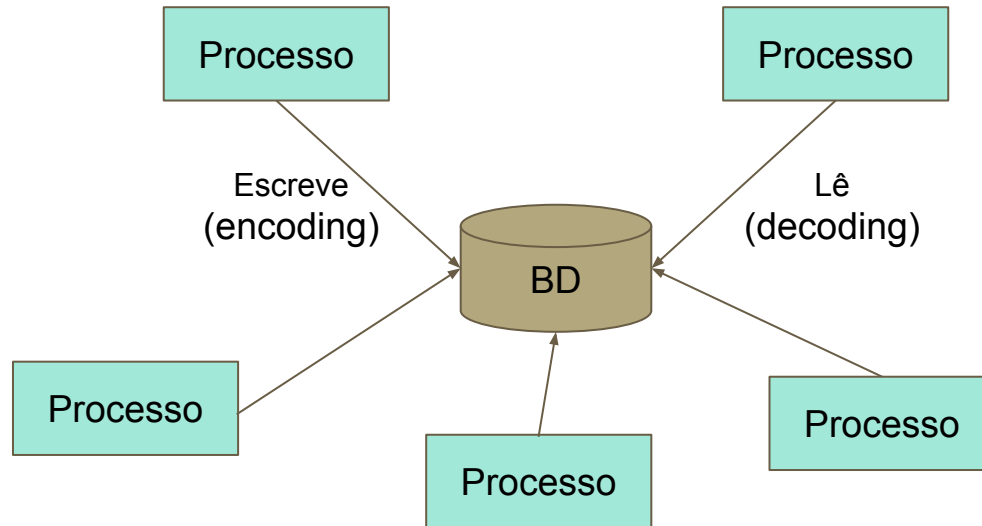 Processo
Processo
Escreve
(encoding)
Lê
(decoding)
BD
Processo
Processo
Processo